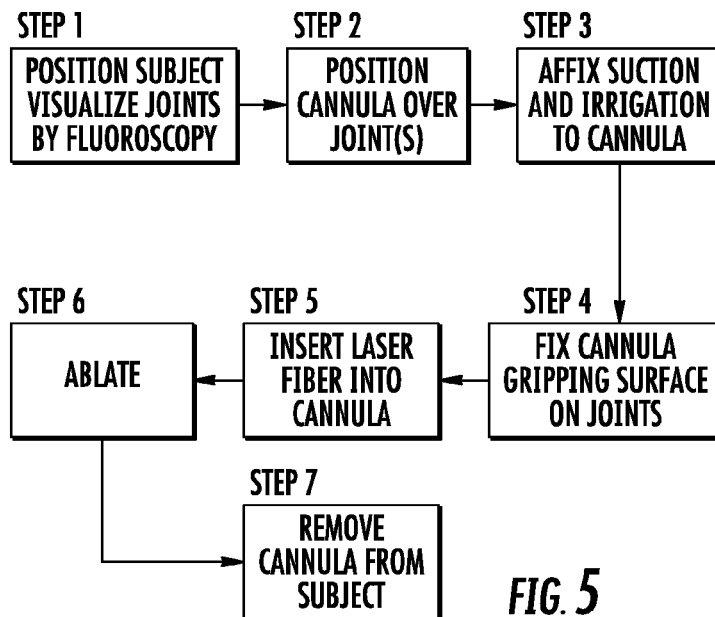 STEP 1
POSITION SUBJECT
VISUALIZE JOINTS
BY FLUOROSCOPY
STEP 2
POSITION
CANNULA OVER
JOINT(S)
STEP 3
AFFIX SUCTION
AND IRRIGATION
TO CANNULA
STEP 4
FIX CANNULA
GRIPPING SURFACE
ON JOINTS
STEP 5
INSERT LASER
FIBER INTO
CANNULA
STEP 6
ABLATE
STEP 7
REMOVE
CANNULA FROM
SUBJECT
FIG. 5